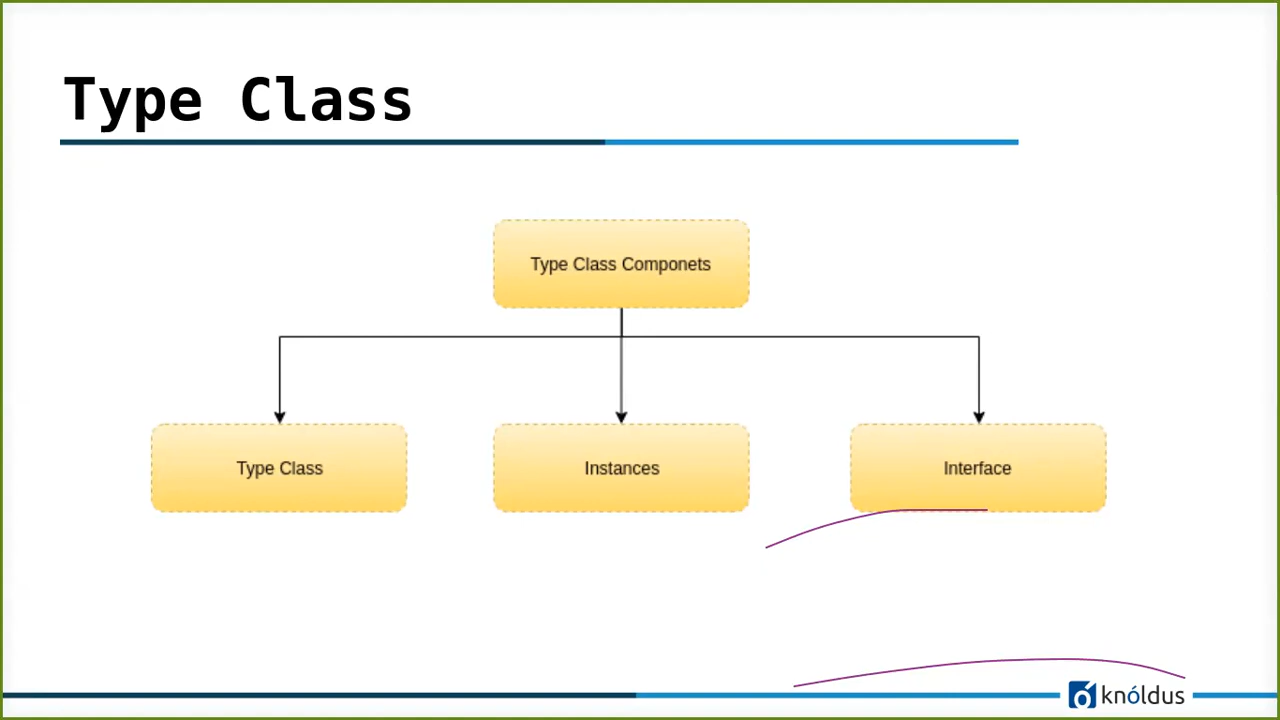 Type Class
Type Class Componets
Type Class
Instances
Interface
knóldus